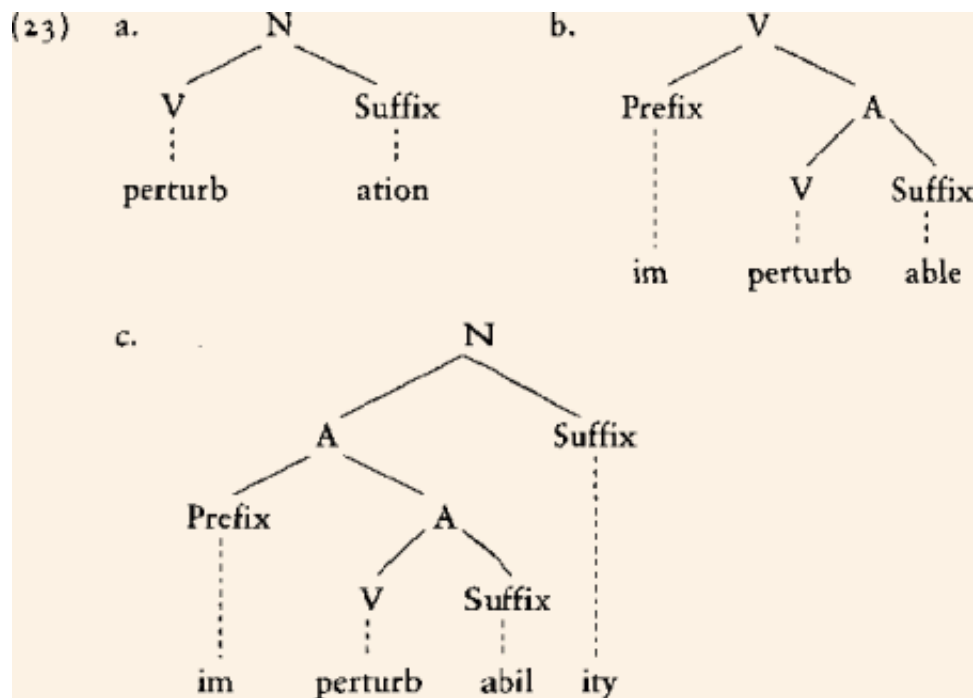 (23) a. N b. V
V Suffix Prefix A
perturb ation V Suffix
im perturb able
c. N
A Suffix
Prefix A
V Suffix
im perturb abil ity